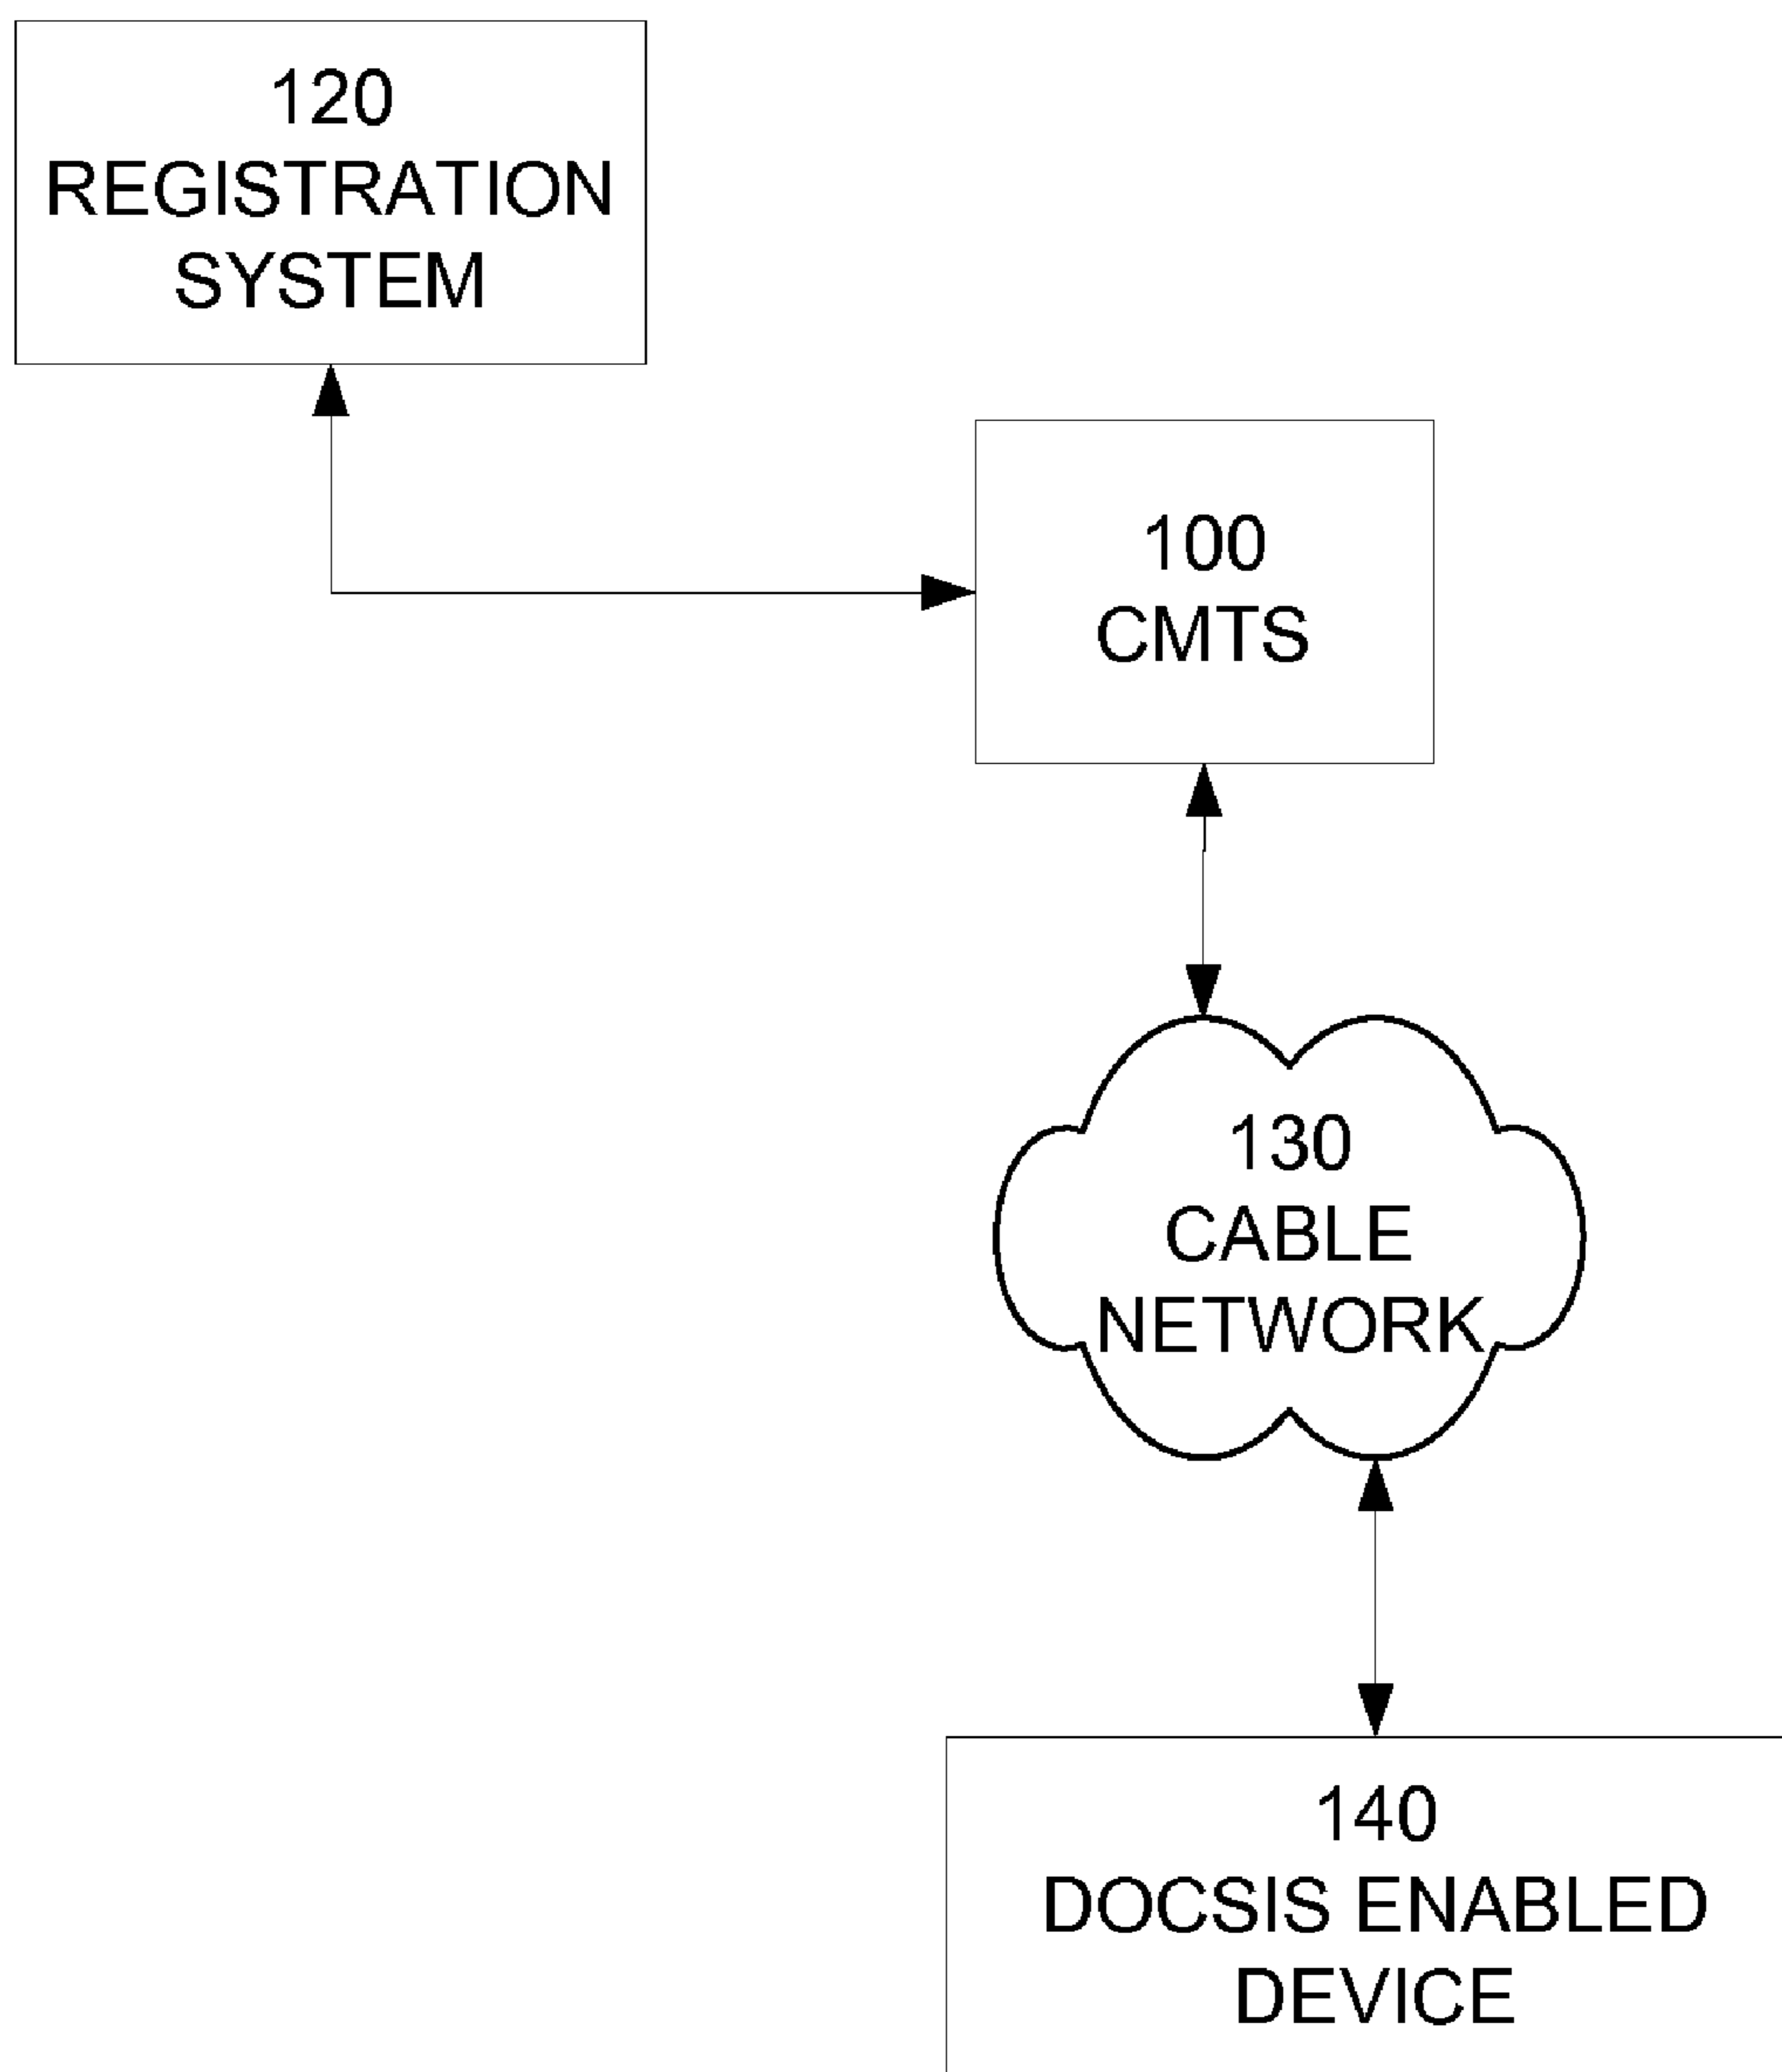 120
REGISTRATION
SYSTEM
100
CMTS
130
CABLE
NETWORK
140
DOCSIS ENABLED
DEVICE